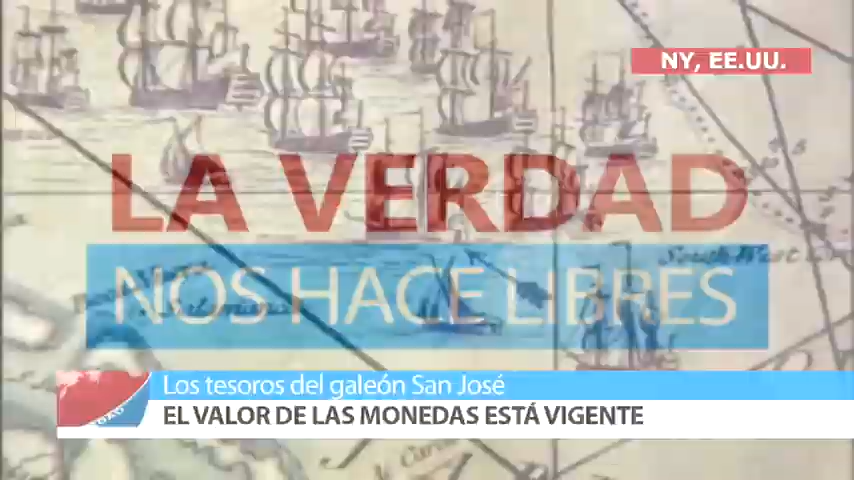 NY, EE.UU.
LA VERDAD
South West
NOS HACE LIBRES
Los tesoros del galeón San José
EL VALOR DE LAS MONEDAS ESTÁ VIGENTE